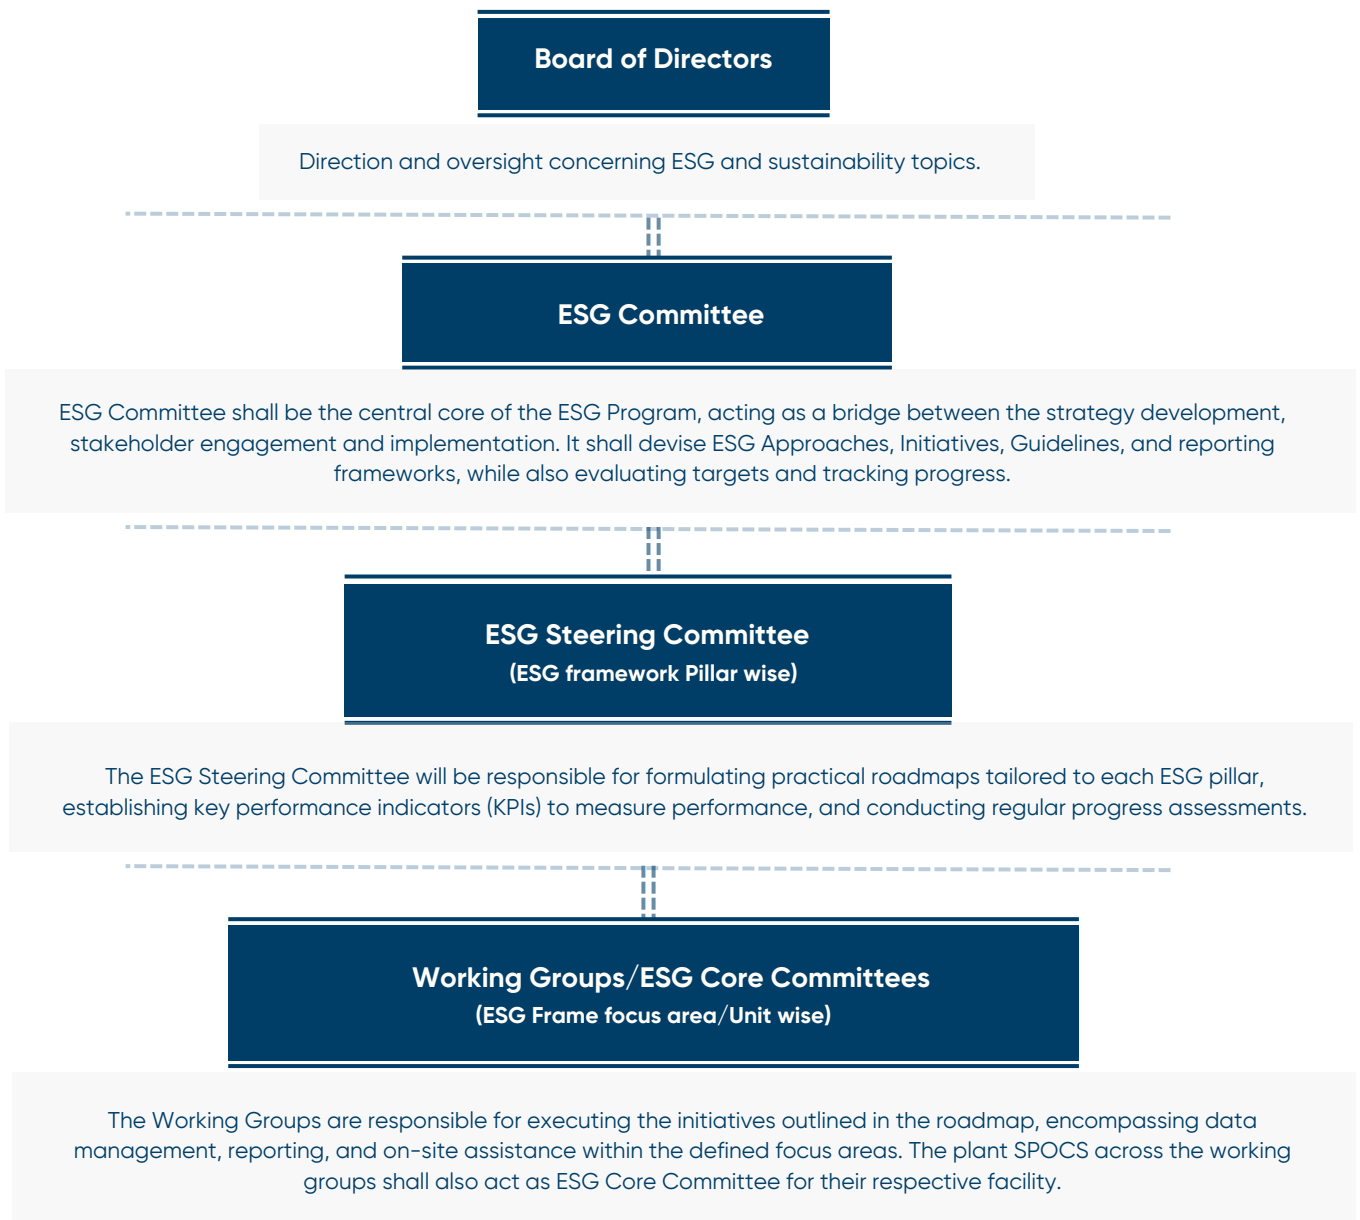 Board of Directors
Direction and oversight concerning ESG and sustainability topics.
ESG Committee
ESG Committee shall be the central core of the ESG Program, acting as a bridge between the strategy development,
stakeholder engagement and implementation. It shall devise ESG Approaches, Initiatives, Guidelines, and reporting
frameworks, while also evaluating targets and tracking progress.
ESG Steering Committee
(ESG framework Pillar wise)
The ESG Steering Committee will be responsible for formulating practical roadmaps tailored to each ESG pillar,
establishing key performance indicators (KPIs) to measure performance, and conducting regular progress assessments.
Working Groups/ESG Core Committees
(ESG Frame focus area/Unit wise)
The Working Groups are responsible for executing the initiatives outlined in the roadmap, encompassing data
management, reporting, and on-site assistance within the defined focus areas. The plant SPOCS across the working
groups shall also act as ESG Core Committee for their respective facility.